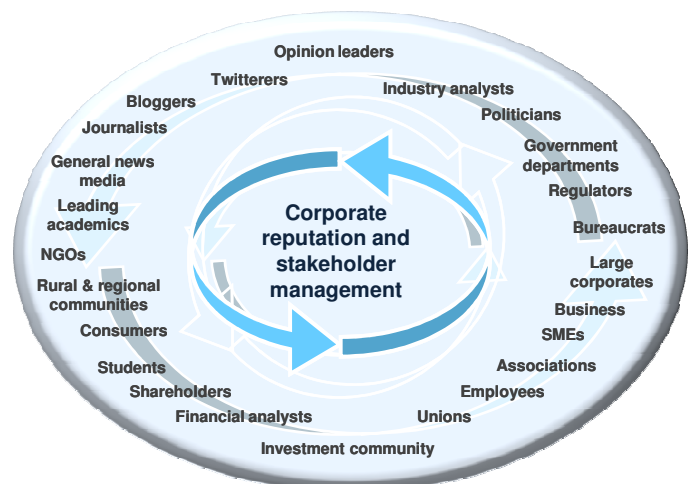 Opinion leaders
Twitterers
Industry analysts
Bloggers
Politicians
Journalists
Government
departments
General news
media
Regulators
Leading
academics
Bureaucrats
NGOs
Large
corporates
Rural & regional
communities
Business
Consumers
SMEs
Students
Associations
Shareholders
Employees
Financial analysts
Unions
Investment community
Corporate
reputation and
stakeholder
management